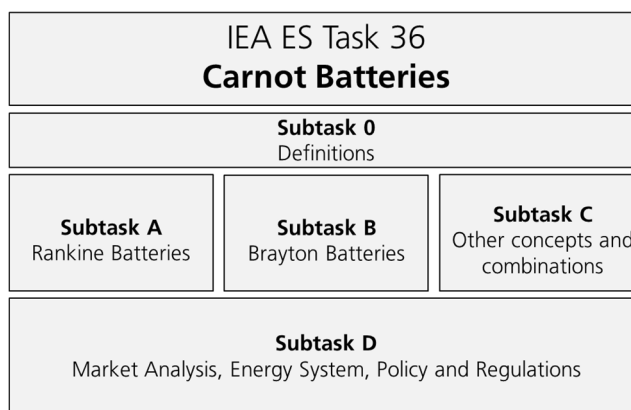 IEA ES Task 36
Carnot Batteries
Subtask 0
Definitions
Subtask A
Rankine Batteries
Subtask B
Brayton Batteries
Subtask C
Other concepts and
combinations
Subtask D
Market Analysis, Energy System, Policy and Regulations